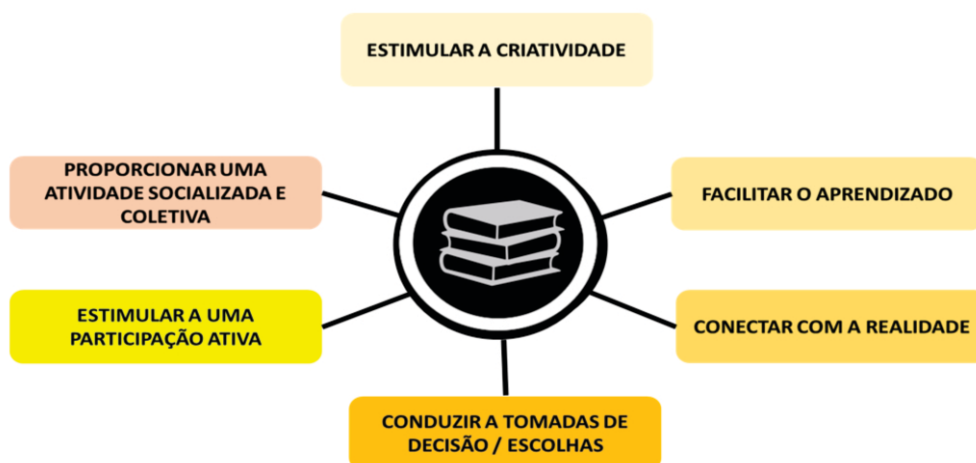 ESTIMULAR A CRIATIVIDADE
PROPORCIONAR UMA
ATIVIDADE SOCIALIZADA E
COLETIVA
FACILITAR O APRENDIZADO
ESTIMULAR A UMA
PARTICIPAÇÃO ATIVA
CONECTAR COM A REALIDADE
CONDUZIR A TOMADAS DE
DECISÃO / ESCOLHAS